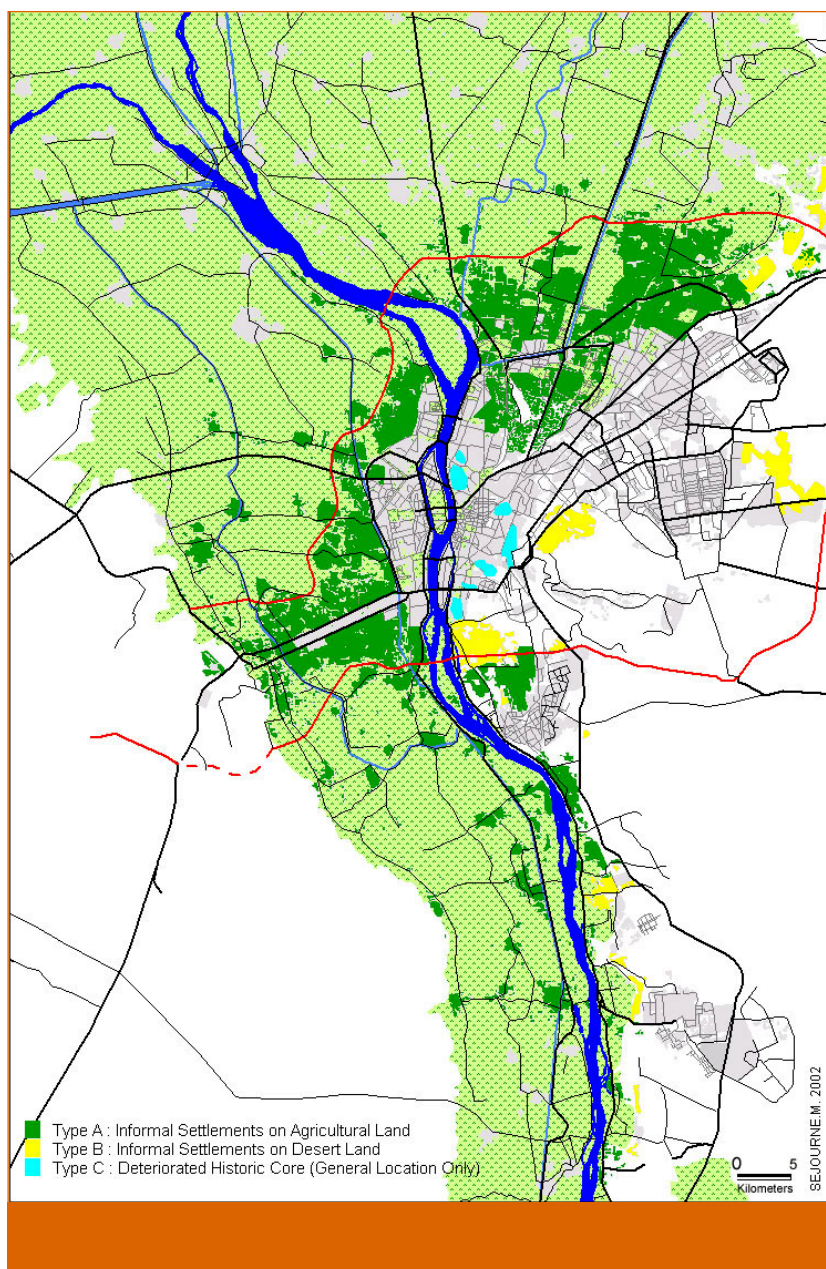 Type A : Informal Settlements on Agricultural Land
Type B : Informal Settlements on Desert Land
Type C : Deteriorated Historic Core (General Location Only)
0 5
Kilometers
SEJOURNE.M. 2002